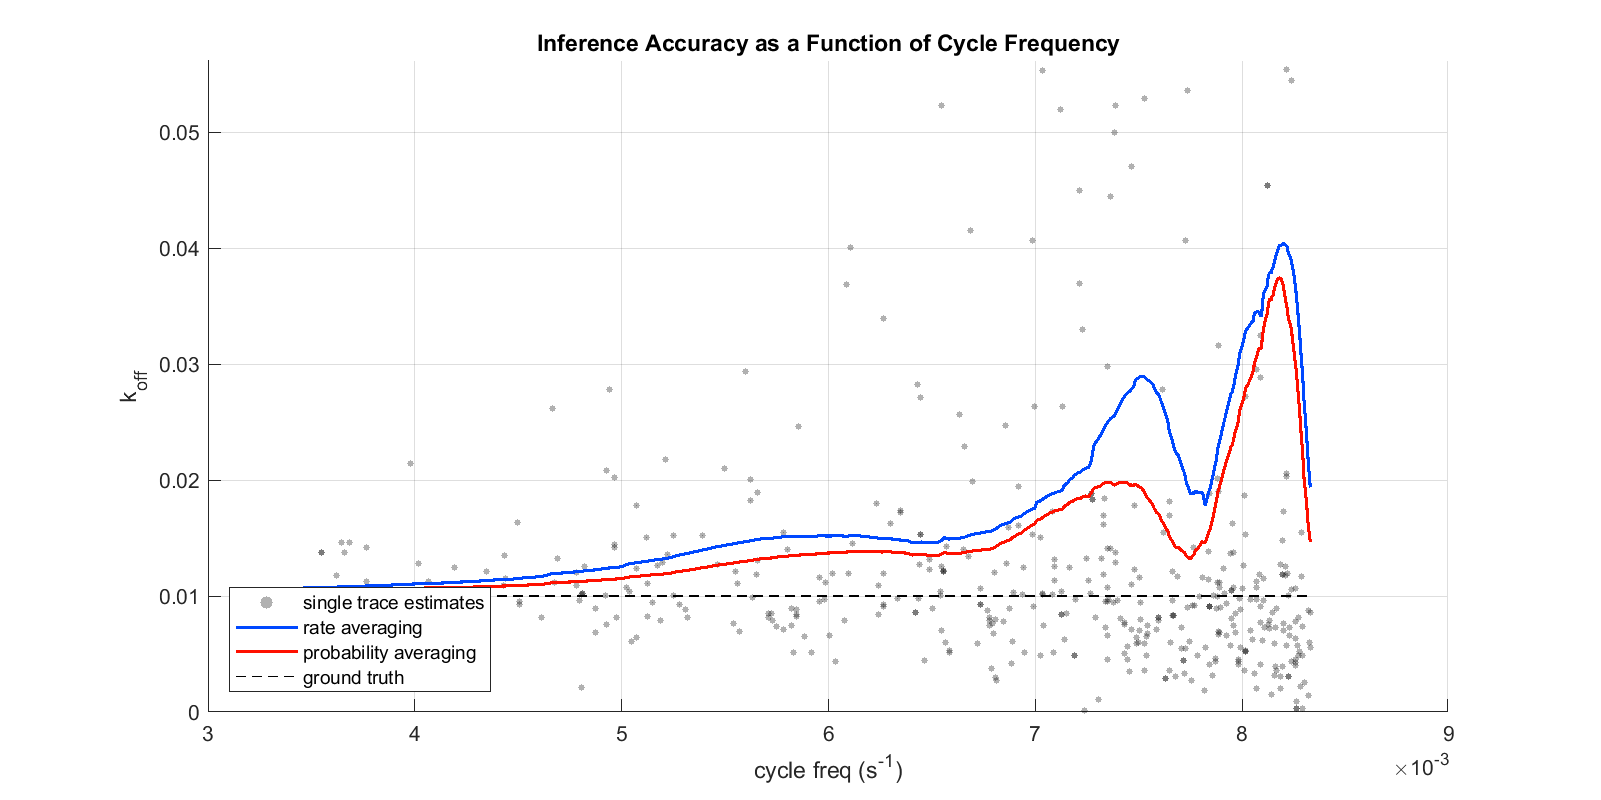 Inference Accuracy as a Function of Cycle Frequency
k_off
0.05
0.04
0.03
0.02
0.01
0
single trace estimates
rate averaging
probability averaging
ground truth
3 4 5 6 7 8 9
cycle freq (s⁻¹)
×10⁻³